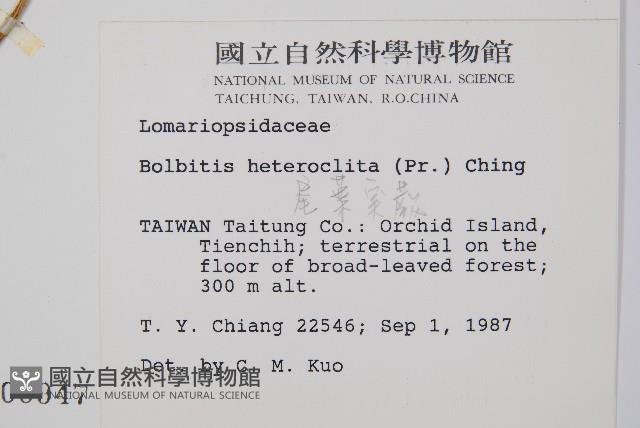 國立自然科學博物館
NATIONAL MUSEUM OF NATURAL SCIENCE
TAICHUNG, TAIWAN, R.O.CHINA
Lomariopsidaceae
Bolbitis heteroclita (Pr.) Ching
尾葉実蕨
TAIWAN Taitung Co.: Orchid Island,
Tienchih; terrestrial on the
floor of broad-leaved forest;
300 m alt.
T. Y. Chiang 22546; Sep 1, 1987
Det. by C. M. Kuo
國立自然科學博物館
NATIONAL MUSEUM OF NATURAL SCIENCE